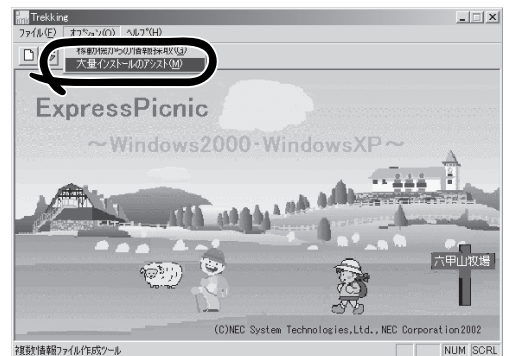 Trekking
ファイル(F) オプション(O) ヘルプ(H)
稼動機からの情報採取(G)
大量インストールのアシスト(M)
ExpressPicnic
～Windows2000・WindowsXP～
六甲山牧場
(C)NEC System Technologies,Ltd., NEC Corporation2002
複数情報ファイル作成ツール
NUM SCRL